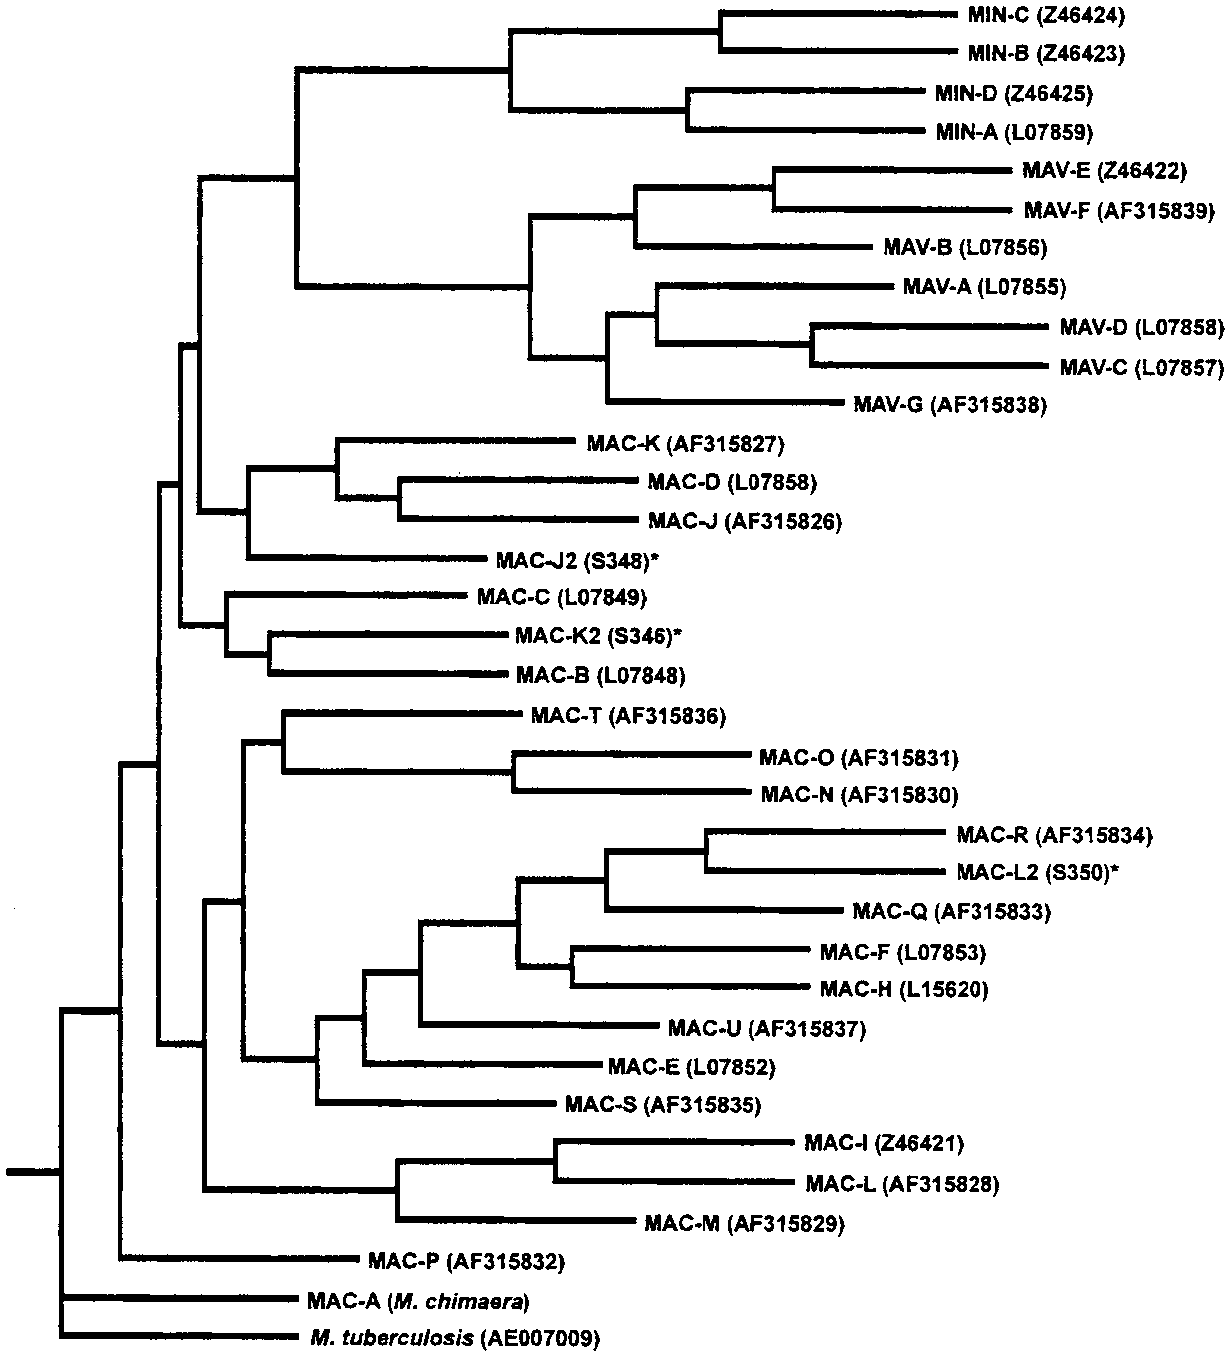 MIN-C (Z46424)
MIN-B (Z46423)
MIN-D (Z46425)
MIN-A (L07859)
MAV-E (Z46422)
MAV-F (AF315839)
MAV-B (L07856)
MAV-A (L07855)
MAV-D (L07858)
MAV-C (L07857)
MAV-G (AF315838)
MAC-K (AF315827)
MAC-D (L07858)
MAC-J (AF315826)
MAC-J2 (S348)*
MAC-C (L07849)
MAC-K2 (S346)*
MAC-B (L07848)
MAC-T (AF315836)
MAC-O (AF315831)
MAC-N (AF315830)
MAC-R (AF315834)
MAC-L2 (S350)*
MAC-Q (AF315833)
MAC-F (L07853)
MAC-H (L15620)
MAC-U (AF315837)
MAC-E (L07852)
MAC-S (AF315835)
MAC-I (Z46421)
MAC-L (AF315828)
MAC-M (AF315829)
MAC-P (AF315832)
MAC-A (M. chimaera)
M. tuberculosis (AE007009)